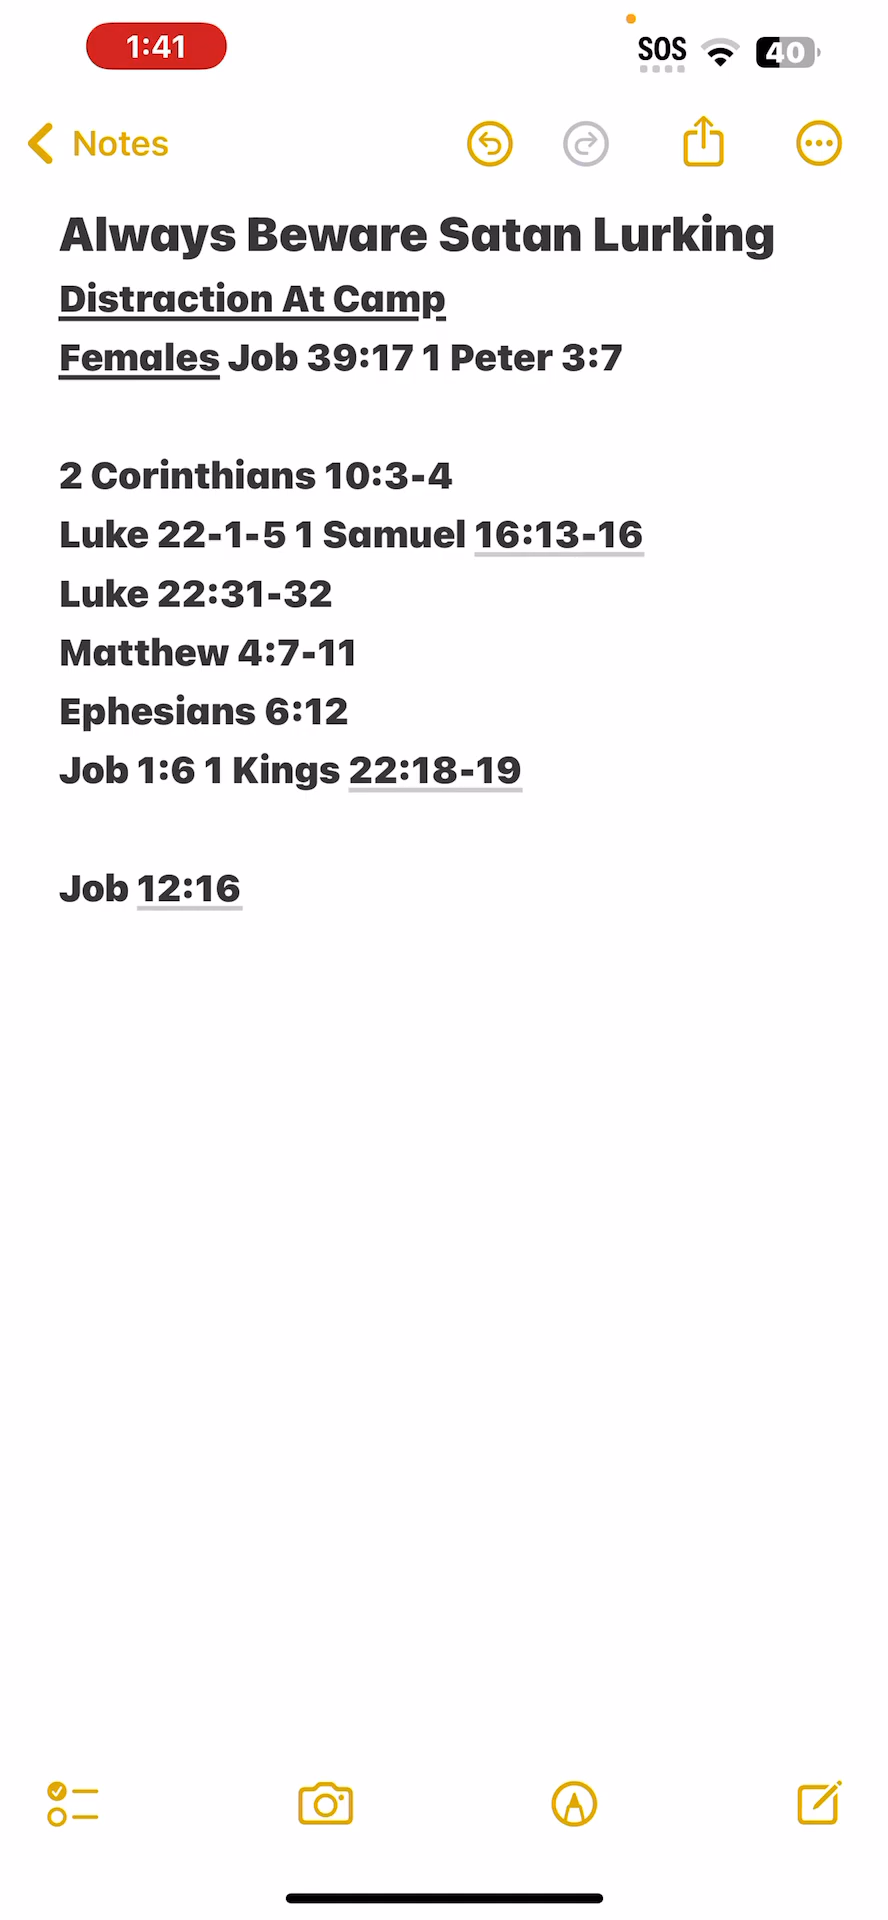 1:41
SOS
40
Notes
Always Beware Satan Lurking
Distraction At Camp
Females Job 39:17 1 Peter 3:7
2 Corinthians 10:3-4
Luke 22-1-5 1 Samuel 16:13-16
Luke 22:31-32
Matthew 4:7-11
Ephesians 6:12
Job 1:6 1 Kings 22:18-19
Job 12:16